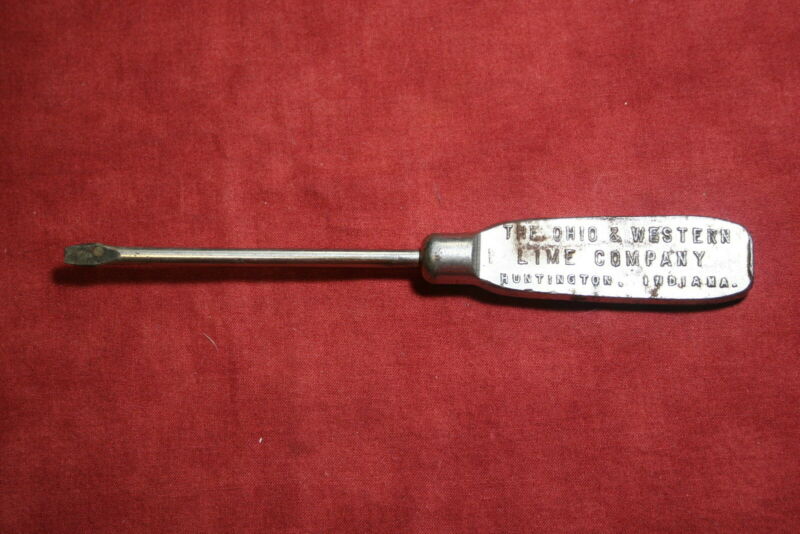 THE OHIO & WESTERN
LIME COMPANY
HUNTINGTON, INDIANA.